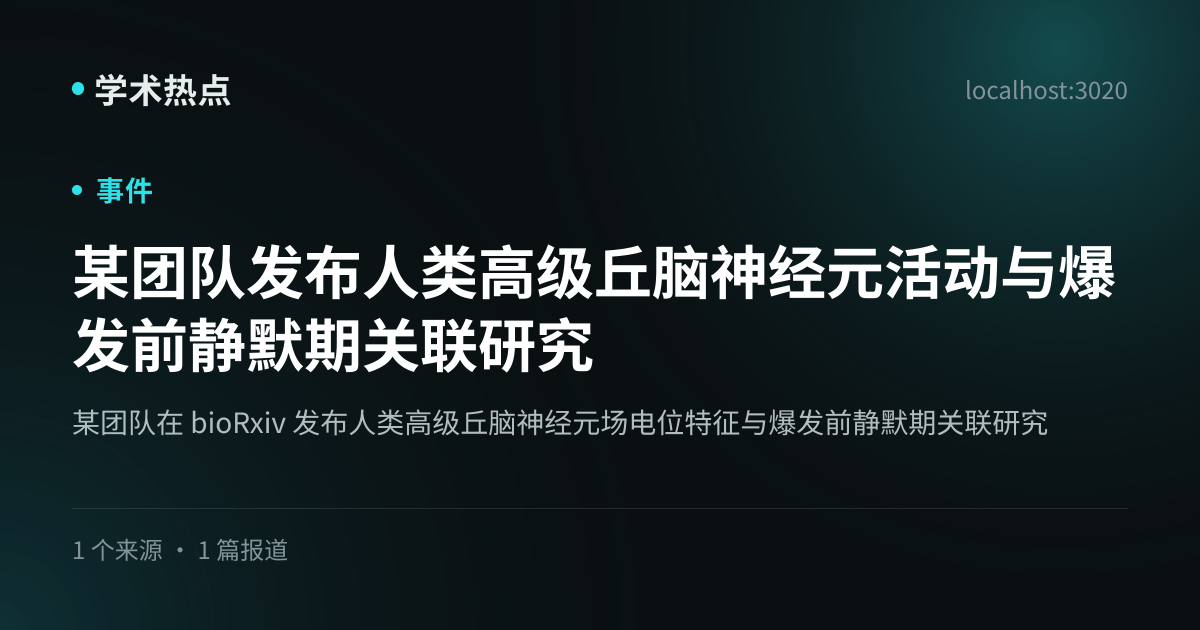 学术热点
localhost:3020
事件
某团队发布人类高级丘脑神经元活动与爆
发前静默期关联研究
某团队在 bioRxiv 发布人类高级丘脑神经元场电位特征与爆发前静默期关联研究
1 个来源 • 1 篇报道